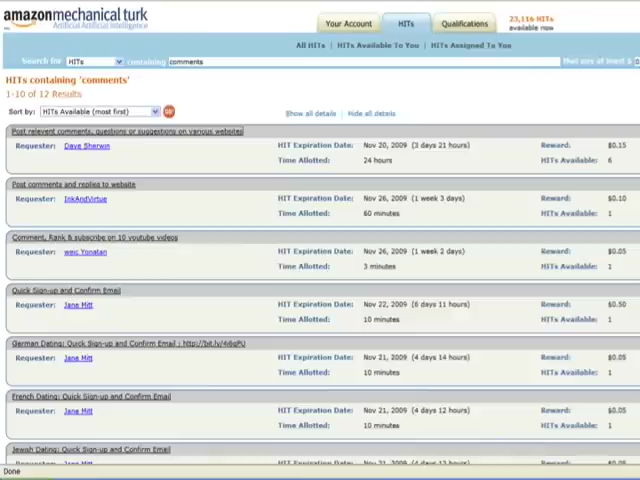 amazonmechanical turk
Artificial Artificial Intelligence
Your Account
HITs
Qualifications
23,116 HITs
available now
All HITs | HITs Available To You | HITs Assigned To You
Search for HITs containing comments that pay at least $
HITs containing 'comments'
1-10 of 12 Results
Sort by: HITs Available (most first) GO!
Show all details | Hide all details
Post relevent comments, questions or suggestions on various websites
Requester: Dave Sherwin HIT Expiration Date: Nov 20, 2009 (3 days 21 hours) Reward: $0.15
Time Allotted: 24 hours HITs Available: 6
Post comments and replies to website
Requester: InkAndVirtue HIT Expiration Date: Nov 26, 2009 (1 week 3 days) Reward: $0.10
Time Allotted: 60 minutes HITs Available: 1
Comment, Rank & subscribe on 10 youtube videos
Requester: weic Yonatan HIT Expiration Date: Nov 26, 2009 (1 week 2 days) Reward: $0.05
Time Allotted: 3 minutes HITs Available: 1
Quick Sign-up and Confirm Email
Requester: Jane Mitt HIT Expiration Date: Nov 22, 2009 (6 days 11 hours) Reward: $0.50
Time Allotted: 10 minutes HITs Available: 1
German Dating: Quick Sign-up and Confirm Email :
Requester: Jane Mitt HIT Expiration Date: Nov 21, 2009 (4 days 14 hours) Reward: $0.05
Time Allotted: 10 minutes HITs Available: 1
French Dating: Quick Sign-up and Confirm Email
Requester: Jane Mitt HIT Expiration Date: Nov 21, 2009 (4 days 12 hours) Reward: $0.05
Time Allotted: 10 minutes HITs Available: 1
Jewish Dating: Quick Sign-up and Confirm Email
Done